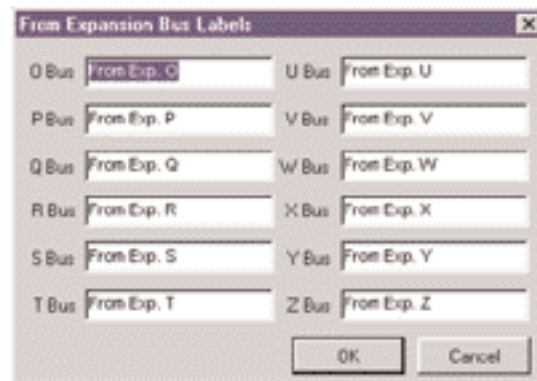 From Expansion Bus Labels
O Bus From Exp. O U Bus From Exp. U
P Bus From Exp. P V Bus From Exp. V
Q Bus From Exp. Q W Bus From Exp. W
R Bus From Exp. R X Bus From Exp. X
S Bus From Exp. S Y Bus From Exp. Y
T Bus From Exp. T Z Bus From Exp. Z
OK Cancel